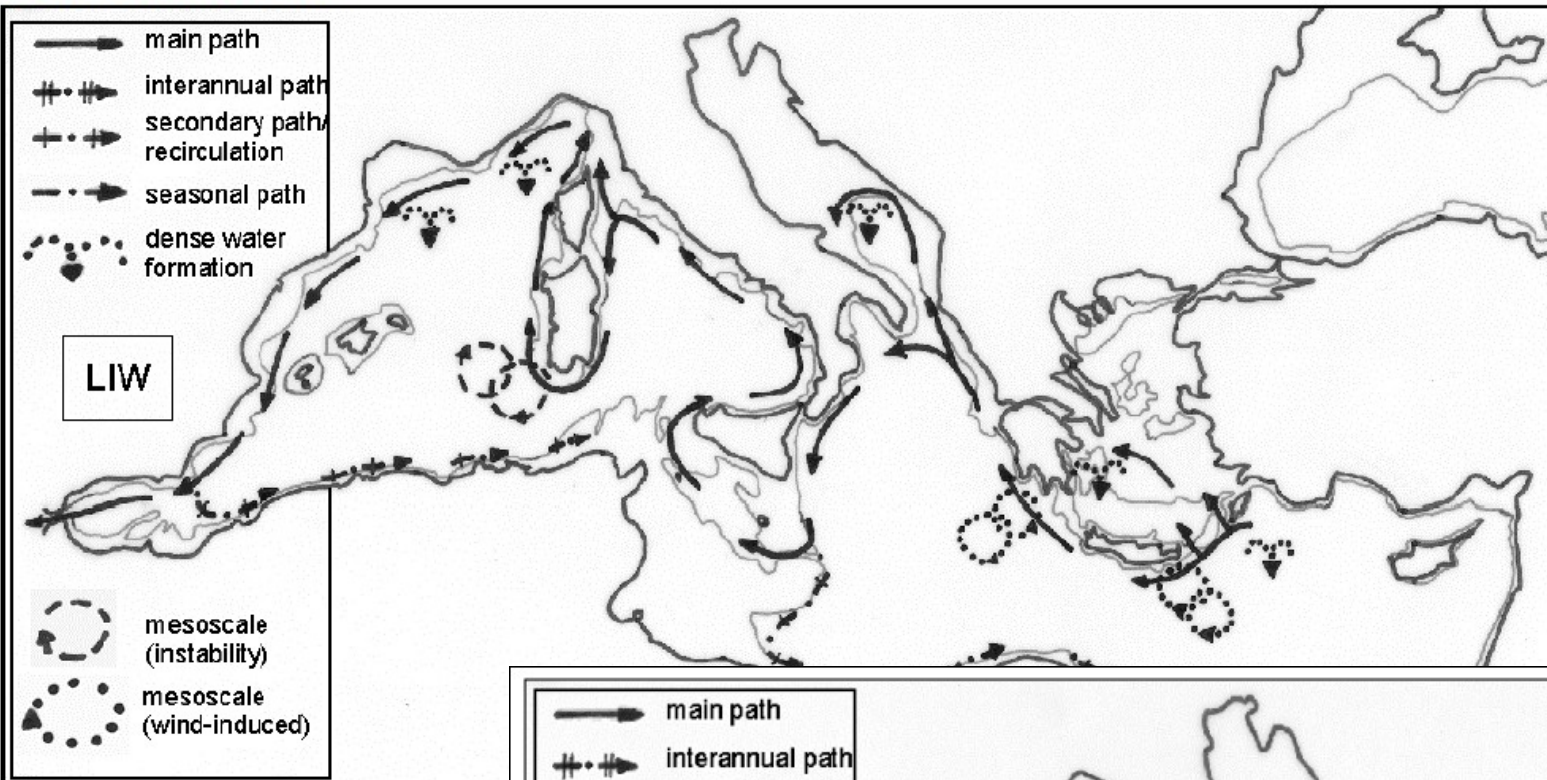 main path
interannual path
secondary path/
recirculation
seasonal path
dense water
formation
LIW
mesoscale
(instability)
mesoscale
(wind-induced)
main path
interannual path